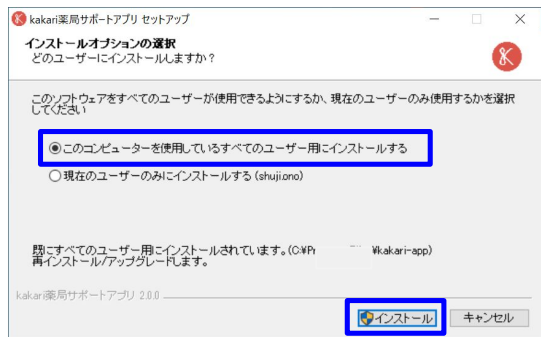 kakari薬局サポートアプリ セットアップ
インストールオプションの選択
どのユーザーにインストールしますか？
このソフトウェアをすべてのユーザーが使用できるようにするか、現在のユーザーのみ使用するかを選択
してください
このコンピューターを使用しているすべてのユーザー用にインストールする
現在のユーザーのみにインストールする (shuji.ono)
既にすべてのユーザー用にインストールされています。(C:¥Pr ¥kakari-app)
再インストール/アップグレードします。
kakari薬局サポートアプリ 2.0.0
インストール
キャンセル